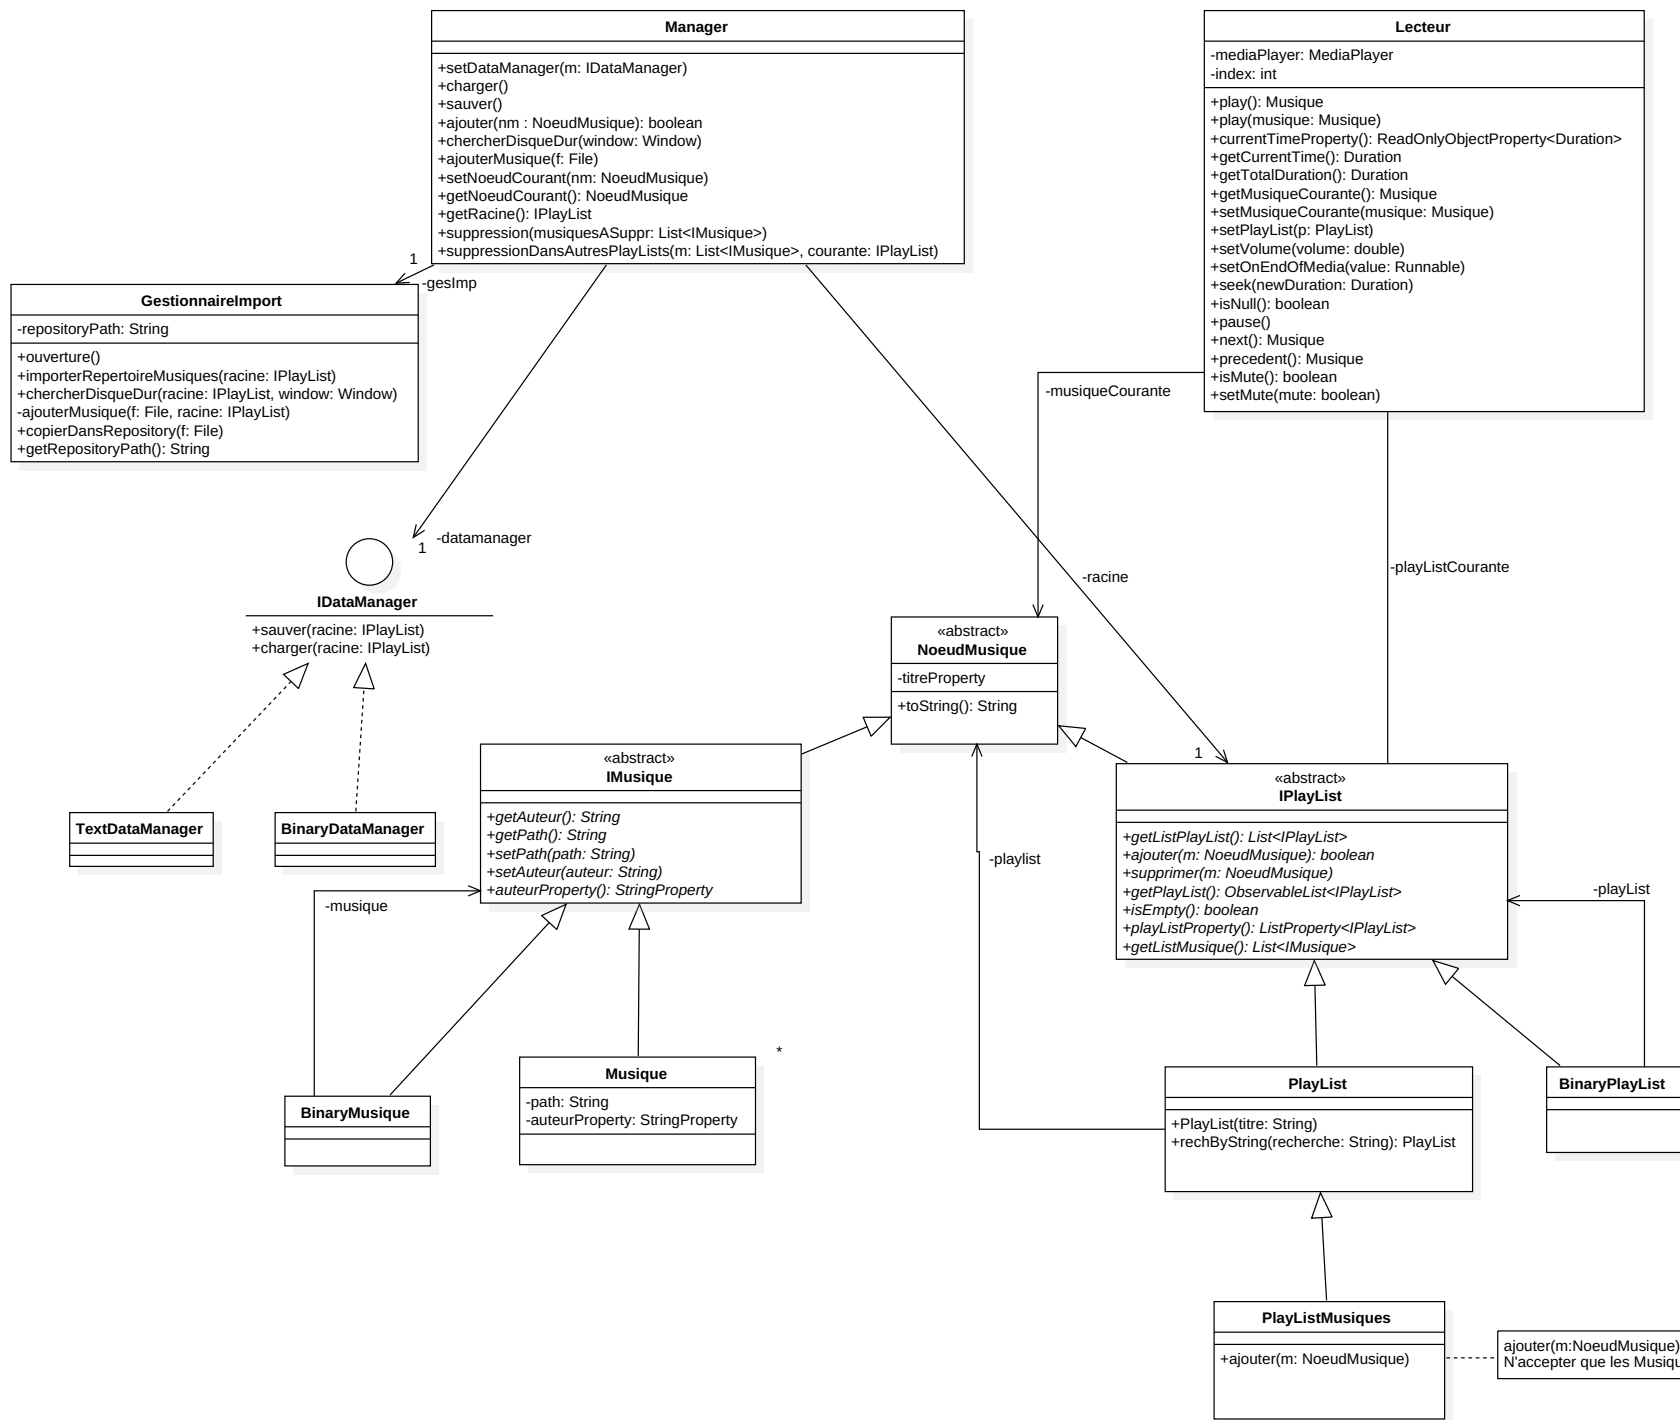 Manager
+setDataManager(m: IDataManager)
+charger()
+sauver()
+ajouter(nm : NoeudMusique): boolean
+chercherDisqueDur(window: Window)
+ajouterMusique(f: File)
+setNoeudCourant(nm: NoeudMusique)
+getNoeudCourant(): NoeudMusique
+getRacine(): IPlayList
+suppression(musiquesASuppr: List<IMusique>)
+suppressionDansAutresPlayLists(m: List<IMusique>, courante: IPlayList)
Lecteur
-mediaPlayer: MediaPlayer
-index: int
+play(): Musique
+play(musique: Musique)
+currentTimeProperty(): ReadOnlyObjectProperty<Duration>
+getCurrentTime(): Duration
+getTotalDuration(): Duration
+getMusiqueCourante(): Musique
+setMusiqueCourante(musique: Musique)
+setPlayList(p: PlayList)
+setVolume(volume: double)
+setOnEndOfMedia(value: Runnable)
+seek(newDuration: Duration)
+isNull(): boolean
+pause()
+next(): Musique
+precedent(): Musique
+isMute(): boolean
+setMute(mute: boolean)
1
-gesImp
GestionnaireImport
-repositoryPath: String
+ouverture()
+importerRepertoireMusiques(racine: IPlayList)
+chercherDisqueDur(racine: IPlayList, window: Window)
-ajouterMusique(f: File, racine: IPlayList)
+copierDansRepository(f: File)
+getRepositoryPath(): String
-musiqueCourante
1
-datamanager
-racine
-playListCourante
IDataManager
+sauver(racine: IPlayList)
+charger(racine: IPlayList)
«abstract»
NoeudMusique
-titreProperty
+toString(): String
1
«abstract»
IMusique
+getAuteur(): String
+getPath(): String
+setPath(path: String)
+setAuteur(auteur: String)
+auteurProperty(): StringProperty
«abstract»
IPlayList
+getListPlayList(): List<IPlayList>
+ajouter(m: NoeudMusique): boolean
+supprimer(m: NoeudMusique)
+getPlayList(): ObservableList<IPlayList>
+isEmpty(): boolean
+playListProperty(): ListProperty<IPlayList>
+getListMusique(): List<IMusique>
TextDataManager
BinaryDataManager
-playlist
-playList
-musique
*
Musique
-path: String
-auteurProperty: StringProperty
BinaryMusique
PlayList
+PlayList(titre: String)
+rechByString(recherche: String): PlayList
BinaryPlayList
PlayListMusiques
+ajouter(m: NoeudMusique)
ajouter(m:NoeudMusique)
N'accepter que les